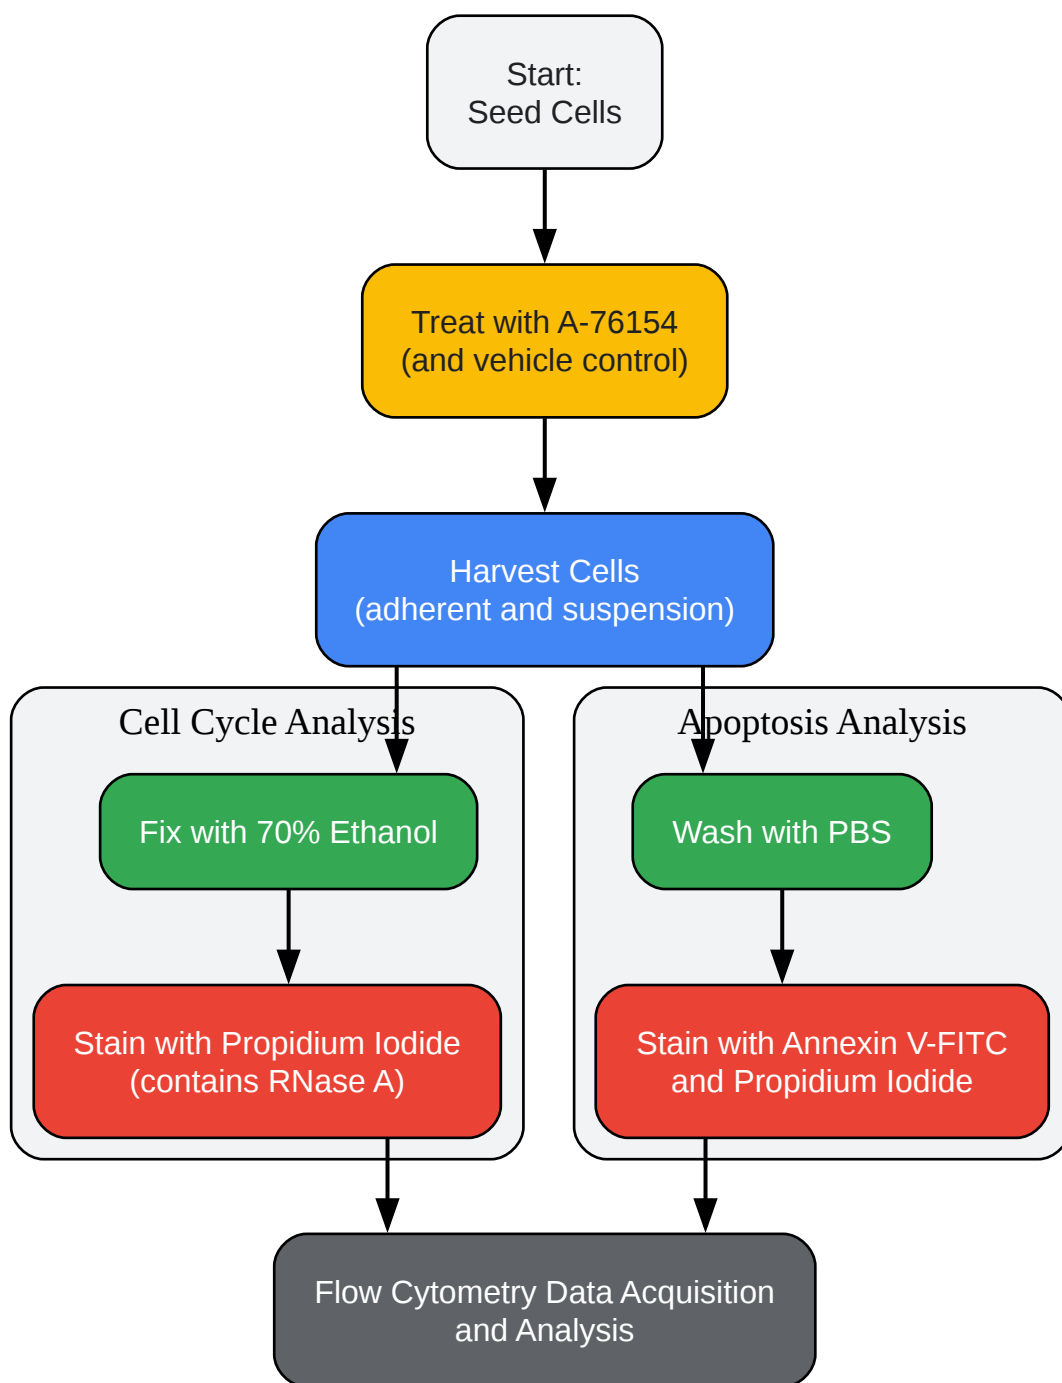 Start:
Seed Cells
Treat with A-76154
(and vehicle control)
Harvest Cells
(adherent and suspension)
Cell Cycle Analysis
Fix with 70% Ethanol
Stain with Propidium Iodide
(contains RNase A)
Apoptosis Analysis
Wash with PBS
Stain with Annexin V-FITC
and Propidium Iodide
Flow Cytometry Data Acquisition
and Analysis